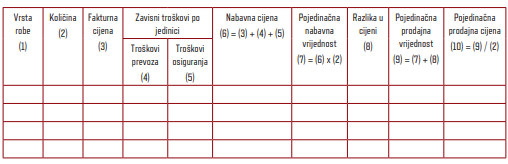 Vrsta
robe
(1)
Količina
(2)
Fakturna
cijena
(3)
Zavisni troškovi po
jedinici
Troškovi
prevoza
(4)
Troškovi
osiguranja
(5)
Nabavna cijena
(6) = (3) + (4) + (5)
Pojedinačna
nabavna
vrijednost
(7) = (6) x (2)
Razlika u
cijeni
(8)
Pojedinačna
prodajna
vrijednost
(9) = (7) + (8)
Pojedinačna
prodajna cijena
(10) = (9) / (2)